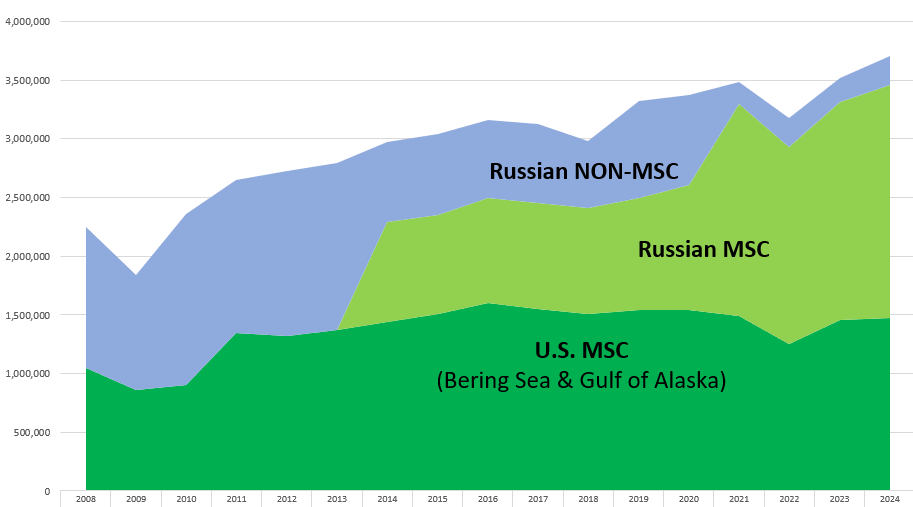 4,000,000
3,500,000
3,000,000
2,500,000
2,000,000
1,500,000
1,000,000
500,000
0
Russian NON-MSC
Russian MSC
U.S. MSC
(Bering Sea & Gulf of Alaska)
2008 2009 2010 2011 2012 2013 2014 2015 2016 2017 2018 2019 2020 2021 2022 2023 2024